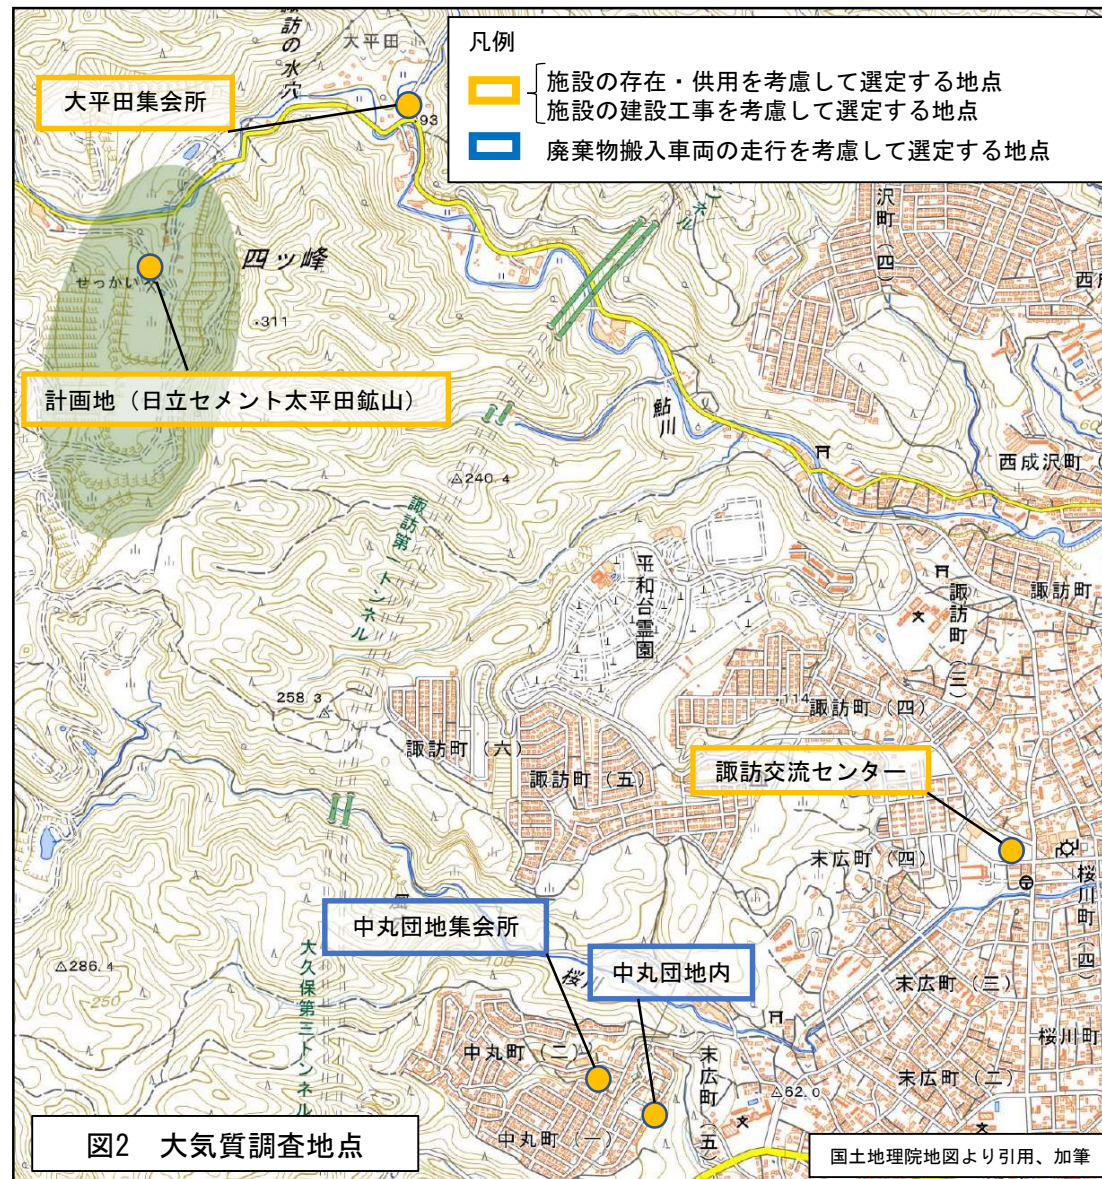 諏訪の水穴
大平田
凡例
施設の存在・供用を考慮して選定する地点
施設の建設工事を考慮して選定する地点
廃棄物搬入車両の走行を考慮して選定する地点
大平田集会所
93
沢町(四)
四ッ峰
せっかい
・311
計画地(日立セメント太平田鉱山)
鮎川
西成沢町
△240.4
諏訪第一トンネル
平和台霊園
諏訪町
諏訪町(三)
258.3
・114
諏訪町(四)
諏訪町(六)
諏訪町(五)
諏訪交流センター
末広町(四)
桜川町(四)
中丸団地集会所
中丸団地内
△286.4
250
100
大久保第三トンネル
末広町(三)
桜川町
中丸町(二)
末広町(五)
△62.0
末広町(二)
中丸町(一)
図2 大気質調査地点
国土地理院地図より引用、加筆